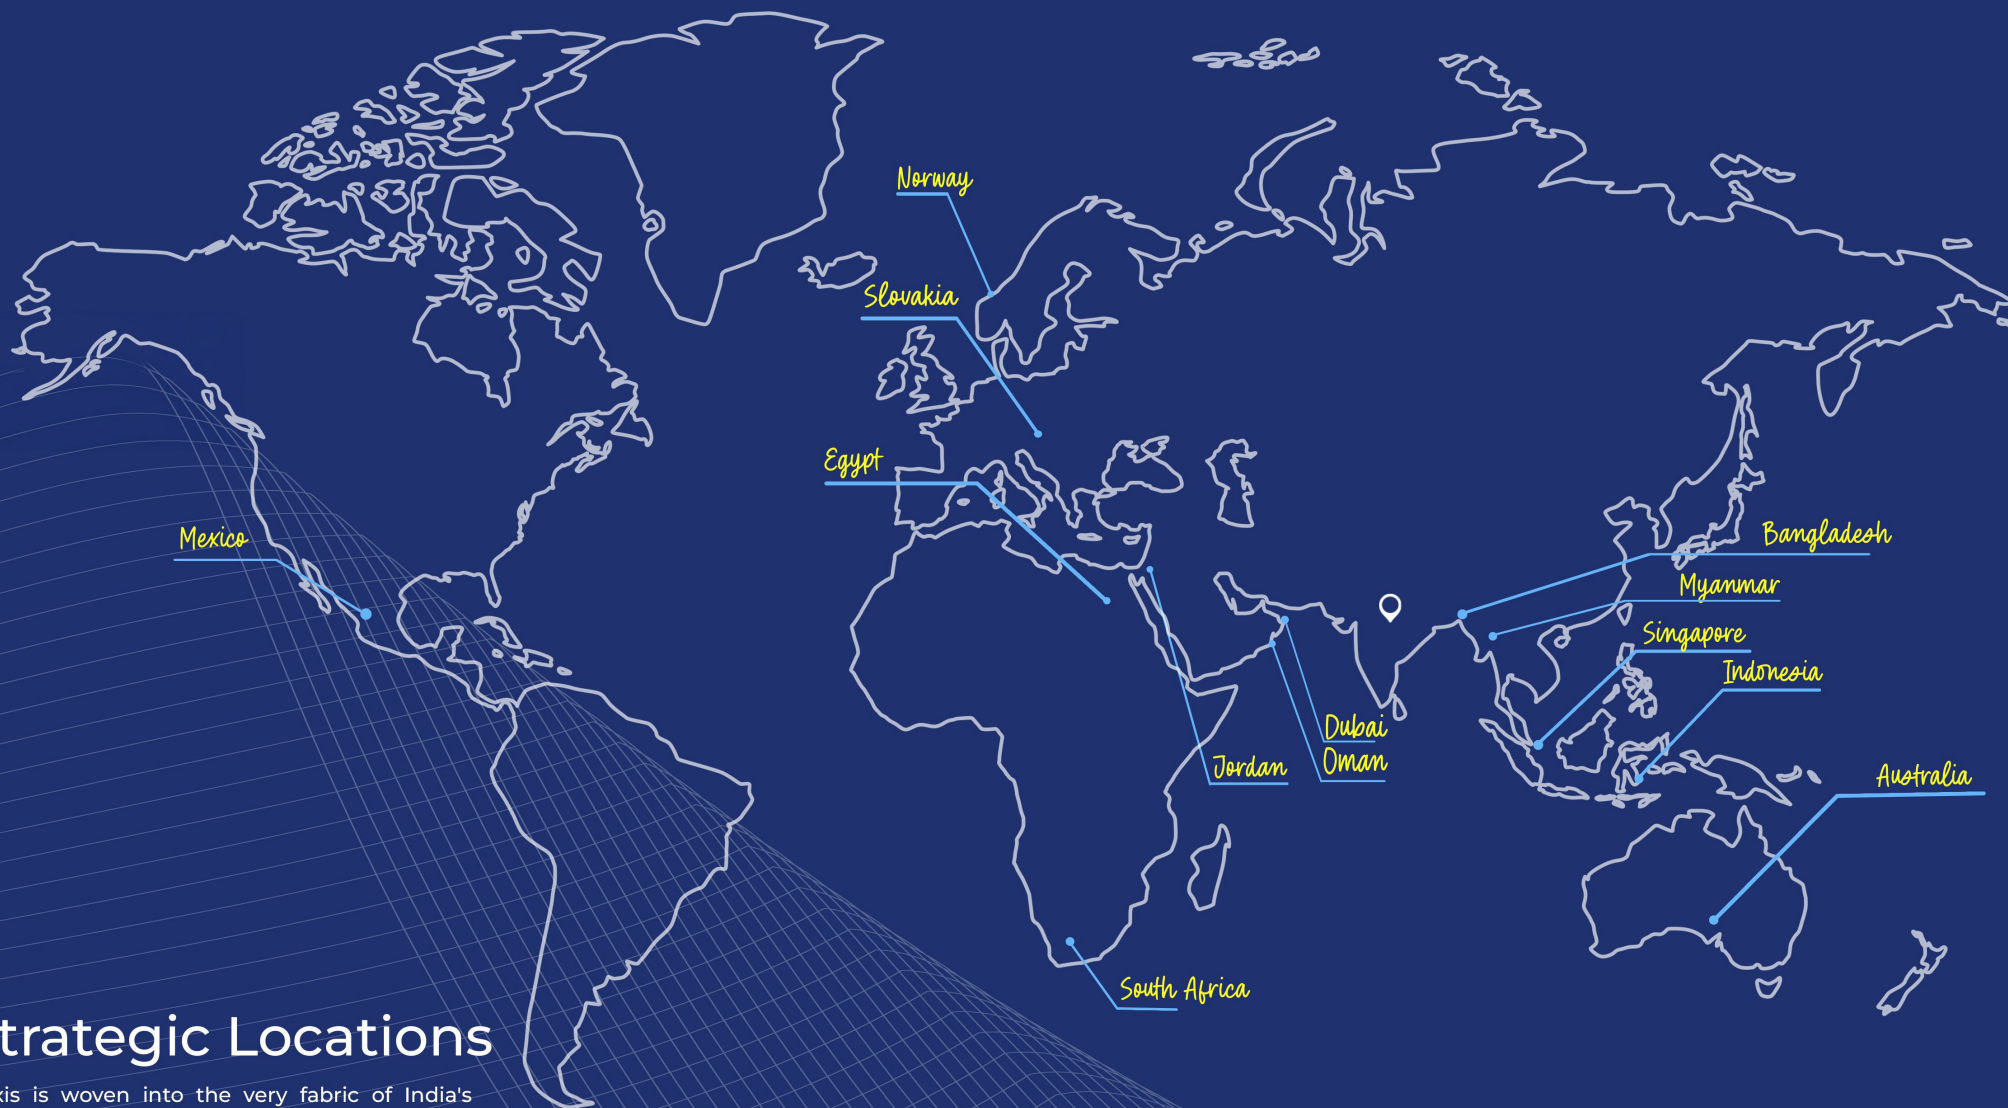 Norway
Slovakia
Egypt
Mexico
Bangladesh
Myanmar
Singapore
Indonesia
Dubai
Oman
Jordan
Australia
South Africa
trategic Locations
xis is woven into the very fabric of India's